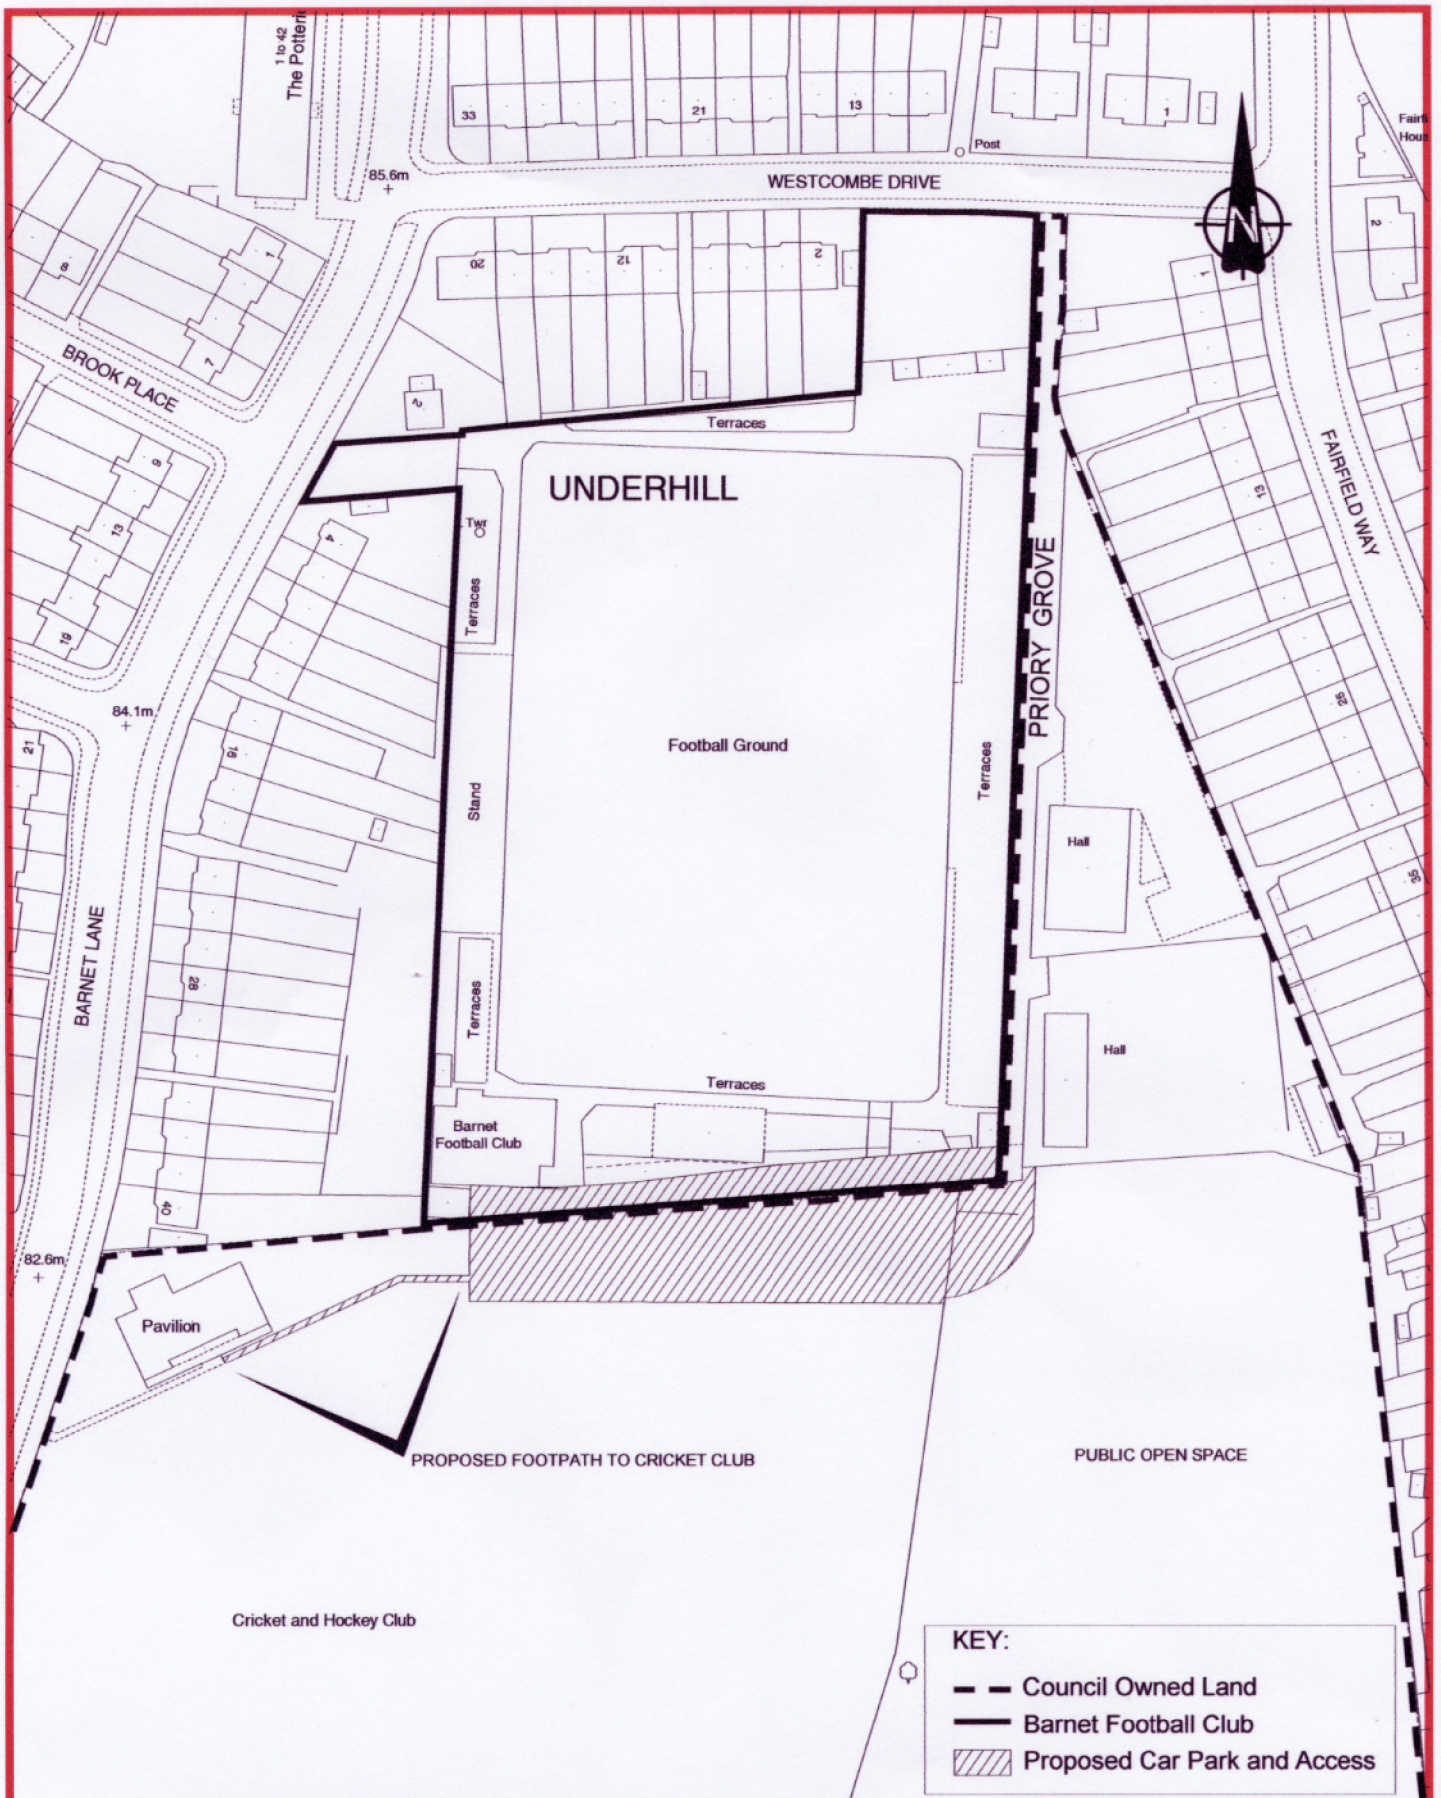 1 to 42
The Potteri
33
21
13
1
Post
Fairf
Hous
85.6m
WESTCOMBE DRIVE
N
2
8
1
7
20
12
2
1
BROOK PLACE
2
Terraces
UNDERHILL
9
13
19
4
Twr
Terraces
PRIORY GROVE
FAIRFIELD WAY
13
26
35
84.1m
21
16
Stand
Football Ground
Terraces
Hall
BARNET LANE
28
Terraces
Hall
Terraces
Barnet
Football Club
40
82.6m
Pavilion
PROPOSED FOOTPATH TO CRICKET CLUB
PUBLIC OPEN SPACE
Cricket and Hockey Club
KEY:
Council Owned Land
Barnet Football Club
Proposed Car Park and Access